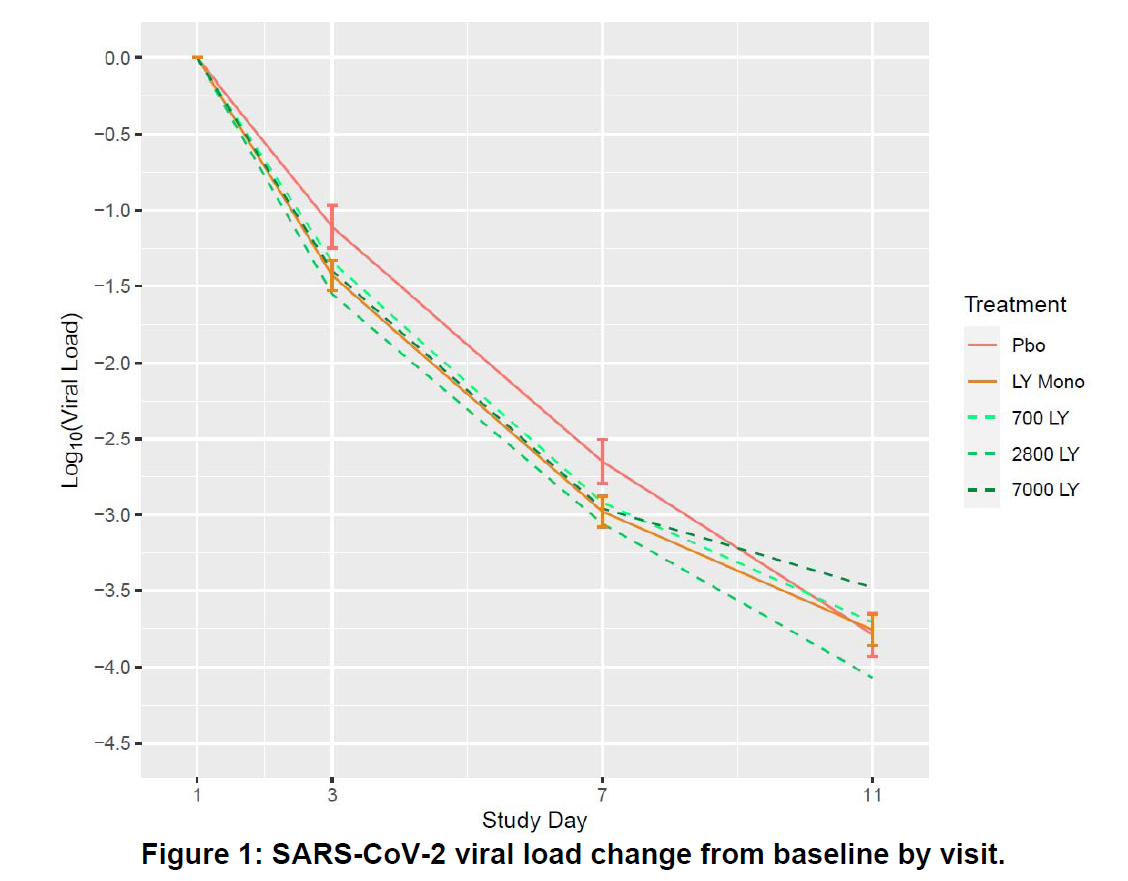 0.0
−0.5
−1.0
−1.5
−2.0
−2.5
−3.0
−3.5
−4.0
−4.5
Log10(Viral Load)
1 3 7 11
Study Day
Treatment
Pbo
LY Mono
700 LY
2800 LY
7000 LY
Figure 1: SARS-CoV-2 viral load change from baseline by visit.